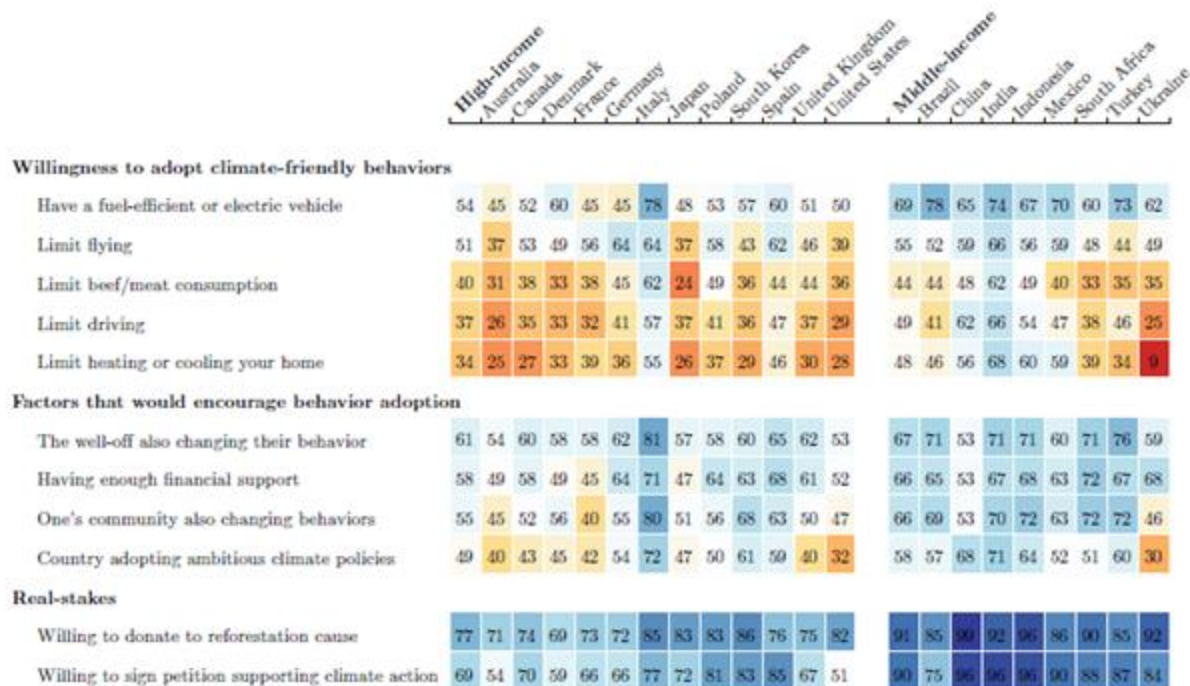 High-income Australia Canada Denmark France Germany Italy Japan Poland South Korea Spain United Kingdom United States Middle-income Brazil China India Indonesia Mexico South Africa Turkey Ukraine
Willingness to adopt climate-friendly behaviors
Have a fuel-efficient or electric vehicle 54 45 52 60 45 45 78 48 53 57 60 51 50 69 78 65 74 67 70 60 73 62
Limit flying 51 37 53 49 56 64 64 37 58 43 62 46 39 55 52 59 66 56 59 48 44 49
Limit beef/meat consumption 40 31 38 33 38 45 62 24 49 36 44 44 36 44 44 48 62 49 40 33 35 35
Limit driving 37 26 35 33 32 41 57 37 41 36 47 37 29 49 41 62 66 54 47 38 46 25
Limit heating or cooling your home 34 25 27 33 39 36 55 26 37 29 46 30 28 48 46 56 68 60 59 39 34 9
Factors that would encourage behavior adoption
The well-off also changing their behavior 61 54 60 58 58 62 81 57 58 60 65 62 53 67 71 53 71 71 60 71 76 59
Having enough financial support 58 49 58 49 45 64 71 47 64 63 68 61 52 66 65 53 67 68 63 72 67 68
One's community also changing behaviors 55 45 52 56 40 55 80 51 56 68 63 50 47 66 69 53 70 72 63 72 72 46
Country adopting ambitious climate policies 49 40 43 45 42 54 72 47 50 61 59 40 32 58 57 68 71 64 52 51 60 30
Real-stakes
Willing to donate to reforestation cause 77 71 74 69 73 72 85 83 83 86 76 75 82 91 85 99 92 96 86 90 85 92
Willing to sign petition supporting climate action 69 54 70 59 66 66 77 72 81 83 85 67 51 90 75 96 96 96 90 88 87 84